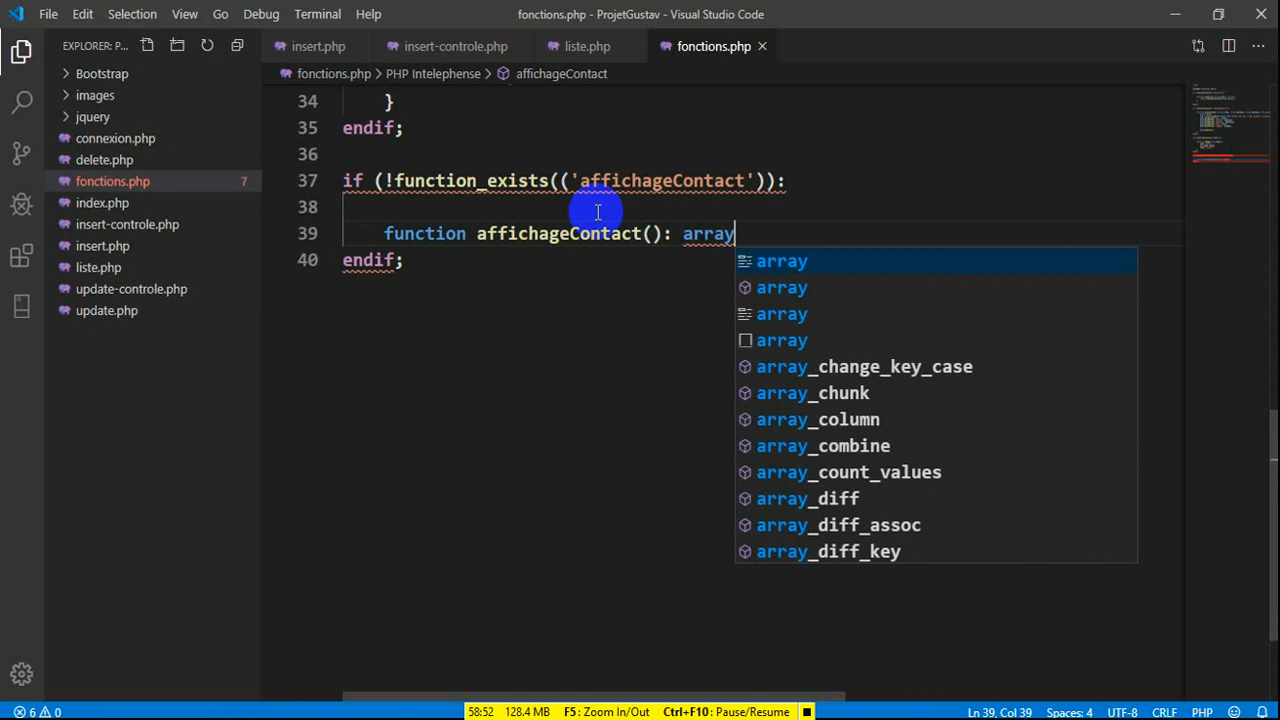 File Edit Selection View Go Debug Terminal Help fonctions.php - ProjetGustav - Visual Studio Code
EXPLORER: P...
Bootstrap
images
jquery
connexion.php
delete.php
fonctions.php 7
index.php
insert-controle.php
insert.php
liste.php
update-controle.php
update.php
insert.php insert-controle.php liste.php fonctions.php
fonctions.php > PHP Intelephense > affichageContact
34 }
35 endif;
36
37 if (!function_exists(('affichageContact')):
38
39 function affichageContact(): array
40 endif;
array
array
array
array
array_change_key_case
array_chunk
array_column
array_combine
array_count_values
array_diff
array_diff_assoc
array_diff_key
6 0 58:52 128.4 MB F5: Zoom In/Out Ctrl+F10: Pause/Resume Ln 39, Col 39 Spaces: 4 UTF-8 CRLF PHP